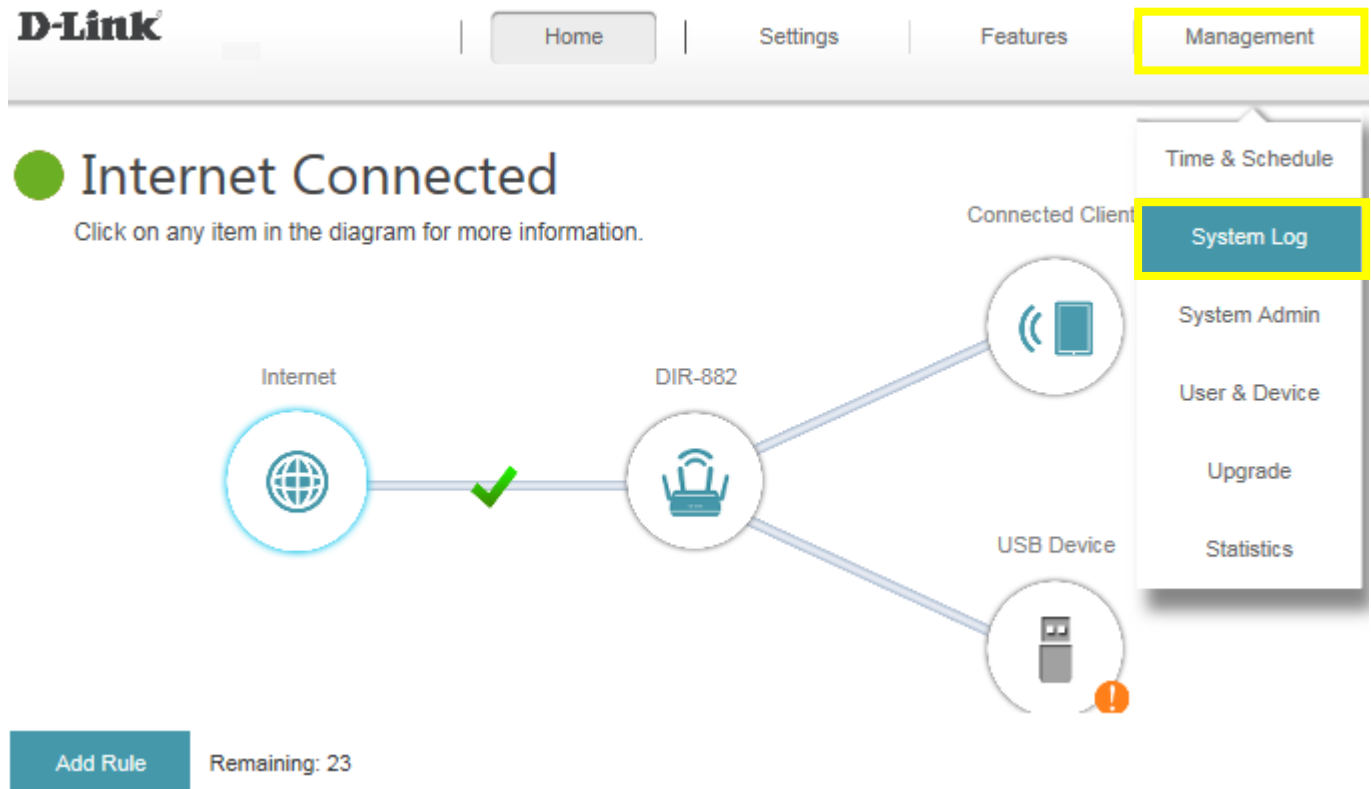 D-Link
Home
Settings
Features
Management
Time & Schedule
System Log
System Admin
User & Device
Upgrade
Statistics
Internet Connected
Click on any item in the diagram for more information.
Connected Client
Internet
DIR-882
USB Device
Add Rule
Remaining: 23